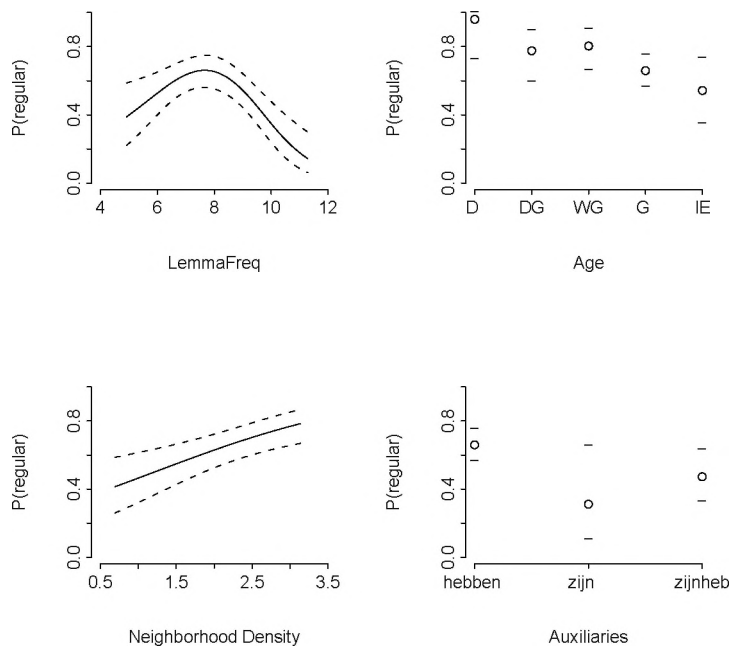 P(regular)
0.0 0.4 0.8
4 6 8 10 12
LemmaFreq
P(regular)
0.0 0.4 0.8
D DG WG G IE
Age
P(regular)
0.0 0.4 0.8
0.5 1.5 2.5 3.5
Neighborhood Density
P(regular)
0.0 0.4 0.8
hebben zijn zijnheb
Auxiliaries